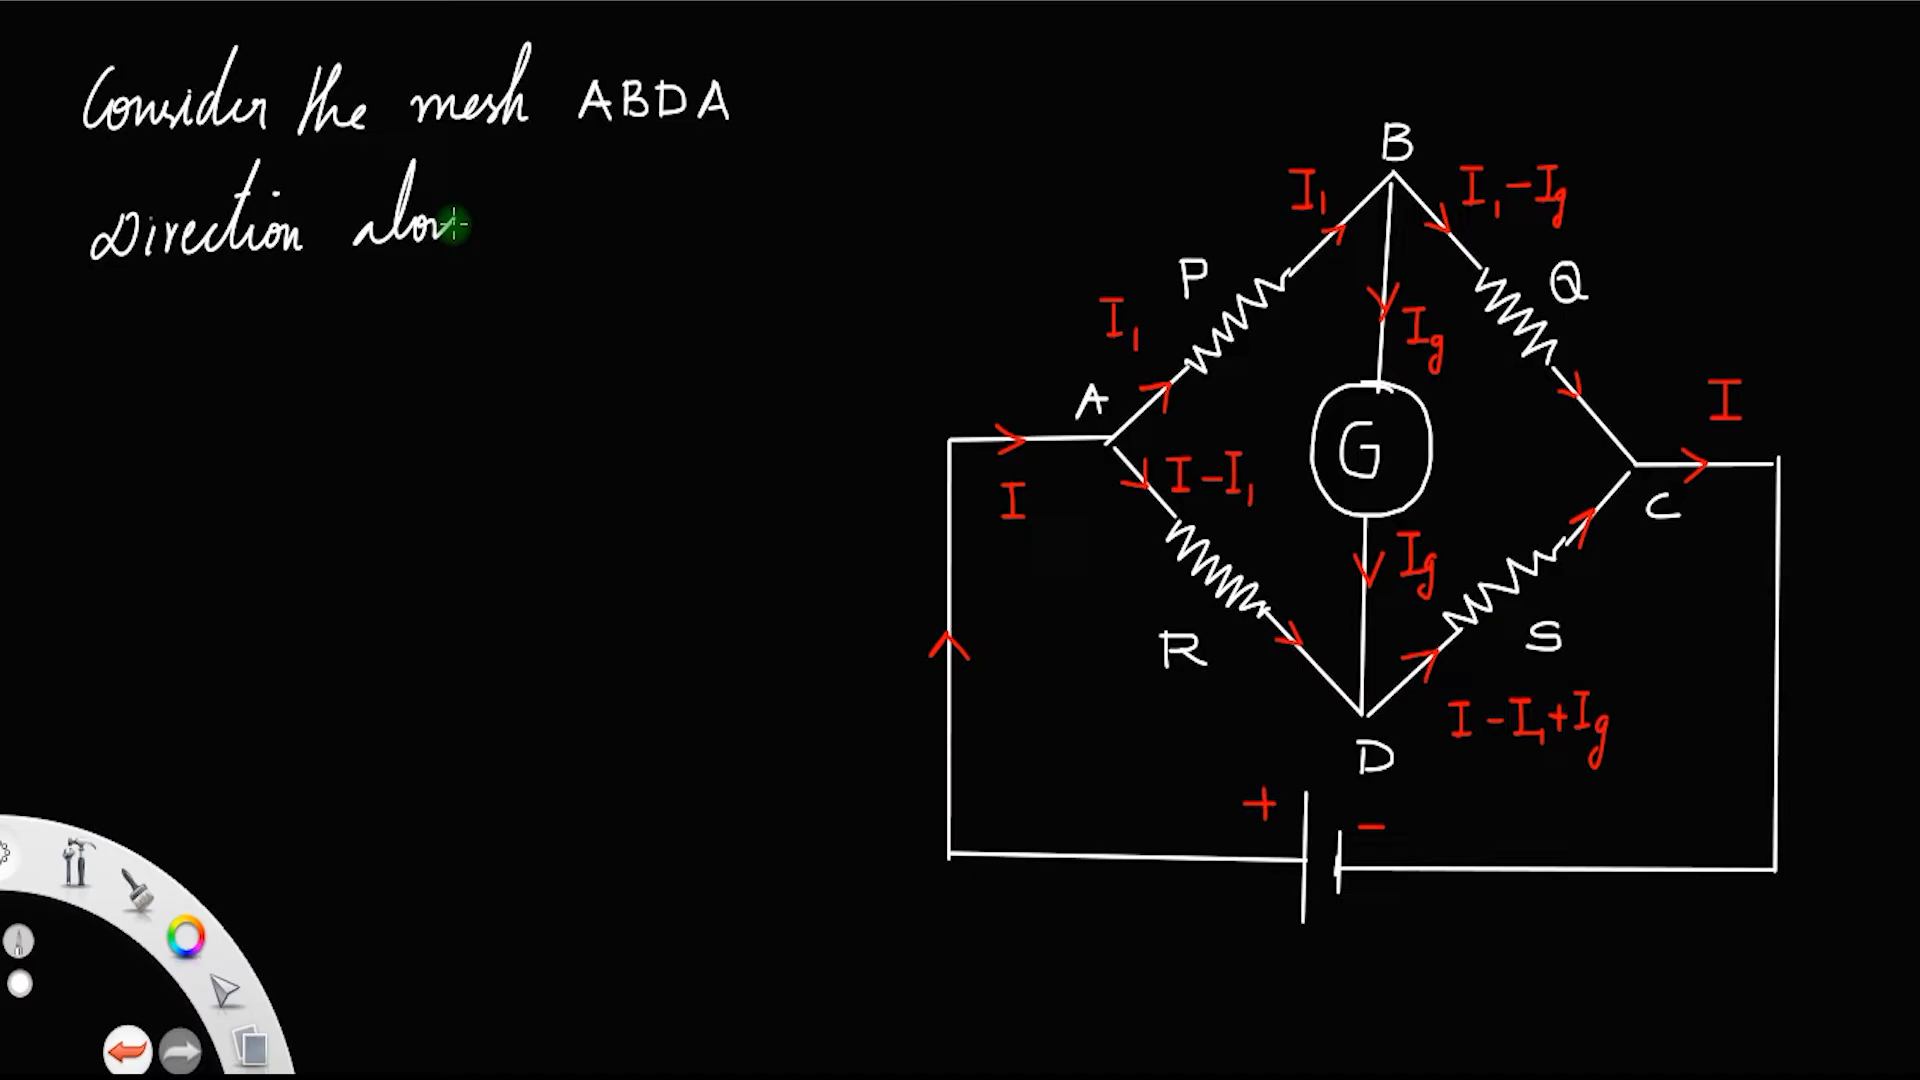 Consider the mesh ABDA
Direction alon
B
I₁
I₁-Ig
P
Q
I₁
Ig
A
I
G
I-I₁
I
C
Ig
R
S
I-I₁+Ig
D
+
-